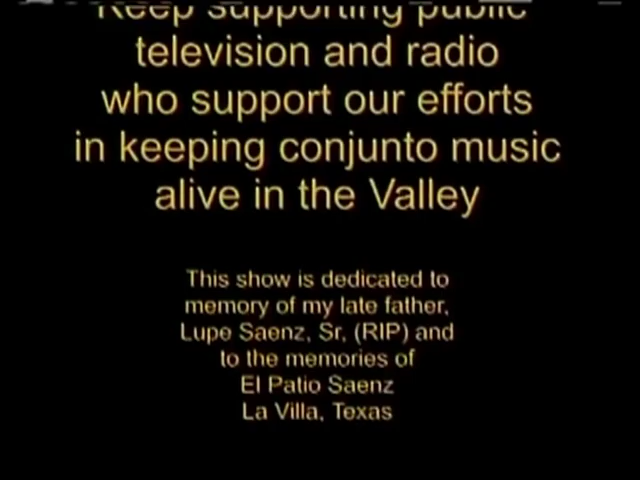 Keep supporting public
television and radio
who support our efforts
in keeping conjunto music
alive in the Valley
This show is dedicated to
memory of my late father,
Lupe Saenz, Sr, (RIP) and
to the memories of
El Patio Saenz
La Villa, Texas